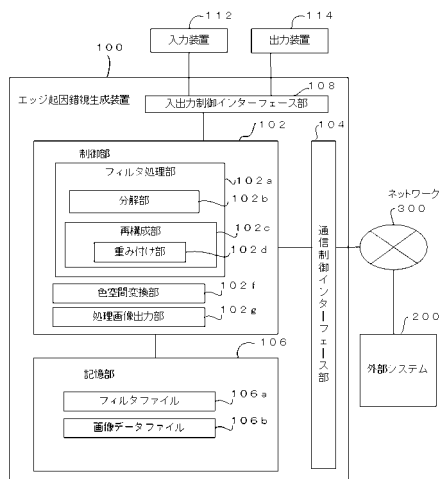 112
入力装置
114
出力装置
100
エッジ起因錯視生成装置
108
入出力制御インターフェース部
102
制御部
フィルタ処理部
102a
分解部
102b
再構成部
102c
重み付け部
102d
色空間変換部
102f
処理画像出力部
102g
104
通信制御インターフェース部
ネットワーク
300
200
外部システム
106
記憶部
フィルタファイル
106a
画像データファイル
106b